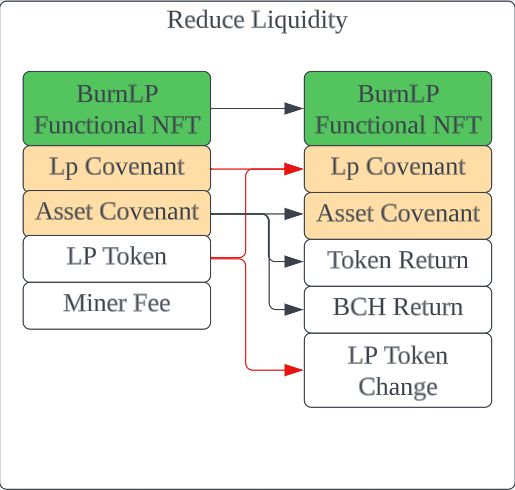 Reduce Liquidity
BurnLP
Functional NFT
Lp Covenant
Asset Covenant
LP Token
Miner Fee
BurnLP
Functional NFT
Lp Covenant
Asset Covenant
Token Return
BCH Return
LP Token
Change